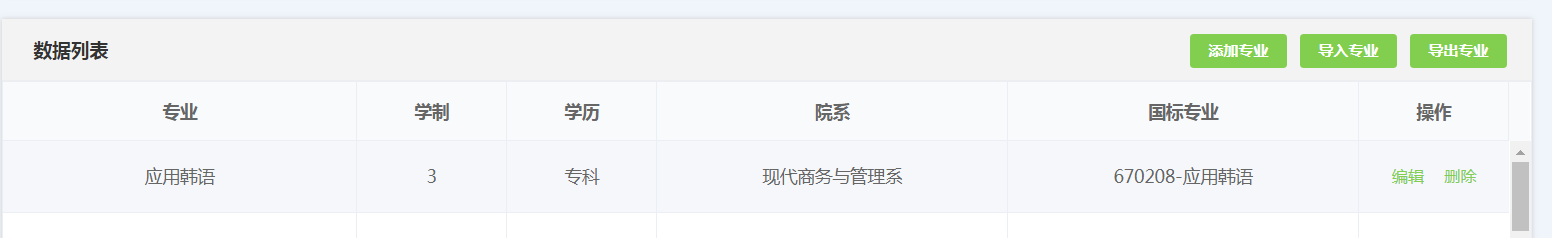 数据列表 添加专业 导入专业 导出专业
专业 学制 学历 院系 国标专业 操作
应用韩语 3 专科 现代商务与管理系 670208-应用韩语 编辑 删除